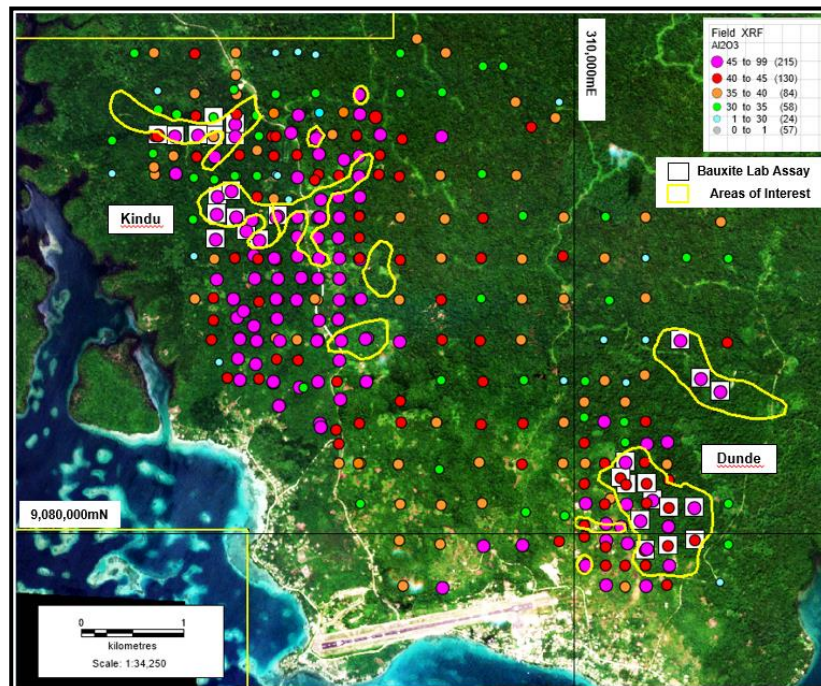 Field XRF
Al2O3
45 to 99 (215)
40 to 45 (130)
35 to 40 (84)
30 to 35 (58)
1 to 30 (24)
0 to 1 (57)
310,000mE
Bauxite Lab Assay
Areas of Interest
Kindu
Dunde
9,080,000mN
0 1
kilometres
Scale: 1:34,250